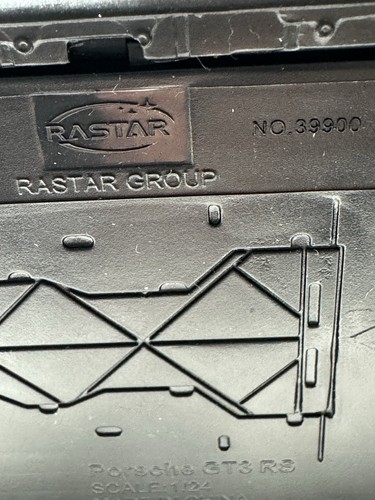 RASTAR
NO.39900
RASTAR GROUP
Porsche GT3 RS
SCALE 1:24